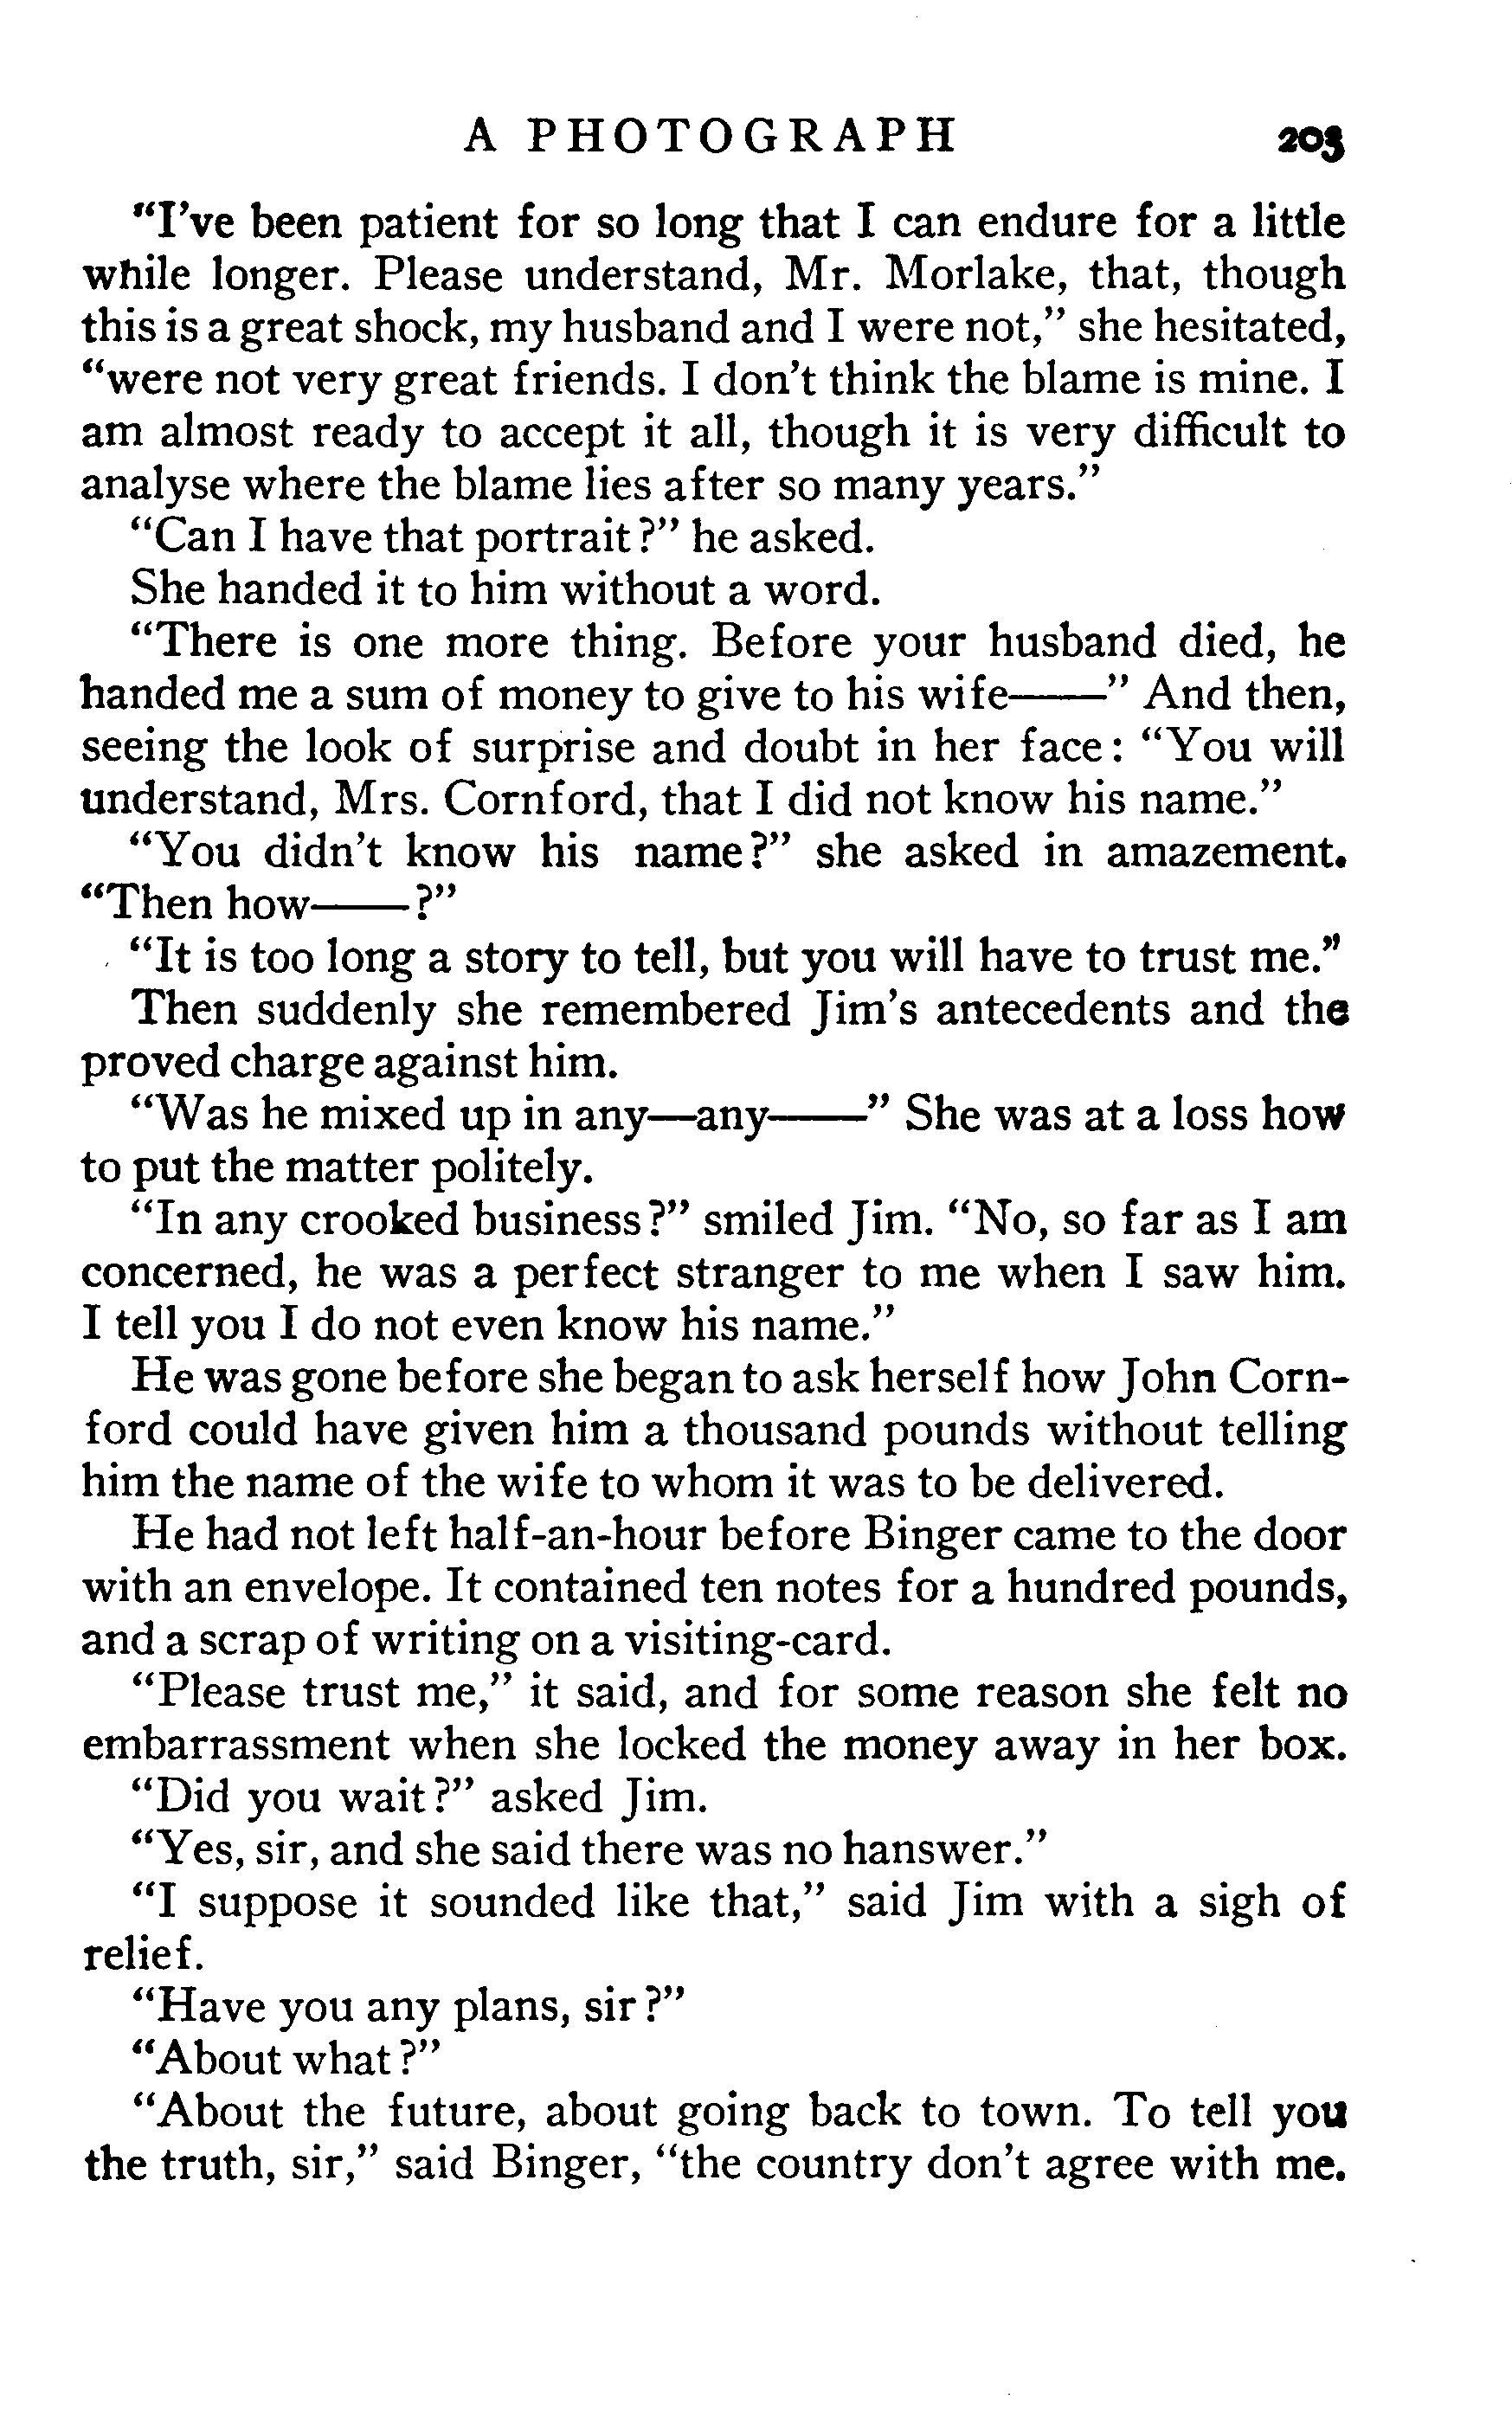 A PHOTOGRAPH 203
"I've been patient for so long that I can endure for a little
while longer. Please understand, Mr. Morlake, that, though
this is a great shock, my husband and I were not," she hesitated,
"were not very great friends. I don't think the blame is mine. I
am almost ready to accept it all, though it is very difficult to
analyse where the blame lies after so many years."
"Can I have that portrait?" he asked.
She handed it to him without a word.
"There is one more thing. Before your husband died, he
handed me a sum of money to give to his wife——" And then,
seeing the look of surprise and doubt in her face: "You will
understand, Mrs. Cornford, that I did not know his name."
"You didn't know his name?" she asked in amazement.
"Then how——?"
"It is too long a story to tell, but you will have to trust me."
Then suddenly she remembered Jim's antecedents and the
proved charge against him.
"Was he mixed up in any—any——" She was at a loss how
to put the matter politely.
"In any crooked business?" smiled Jim. "No, so far as I am
concerned, he was a perfect stranger to me when I saw him.
I tell you I do not even know his name."
He was gone before she began to ask herself how John Corn-
ford could have given him a thousand pounds without telling
him the name of the wife to whom it was to be delivered.
He had not left half-an-hour before Binger came to the door
with an envelope. It contained ten notes for a hundred pounds,
and a scrap of writing on a visiting-card.
"Please trust me," it said, and for some reason she felt no
embarrassment when she locked the money away in her box.
"Did you wait?" asked Jim.
"Yes, sir, and she said there was no hanswer."
"I suppose it sounded like that," said Jim with a sigh of
relief.
"Have you any plans, sir?"
"About what?"
"About the future, about going back to town. To tell you
the truth, sir," said Binger, "the country don't agree with me.